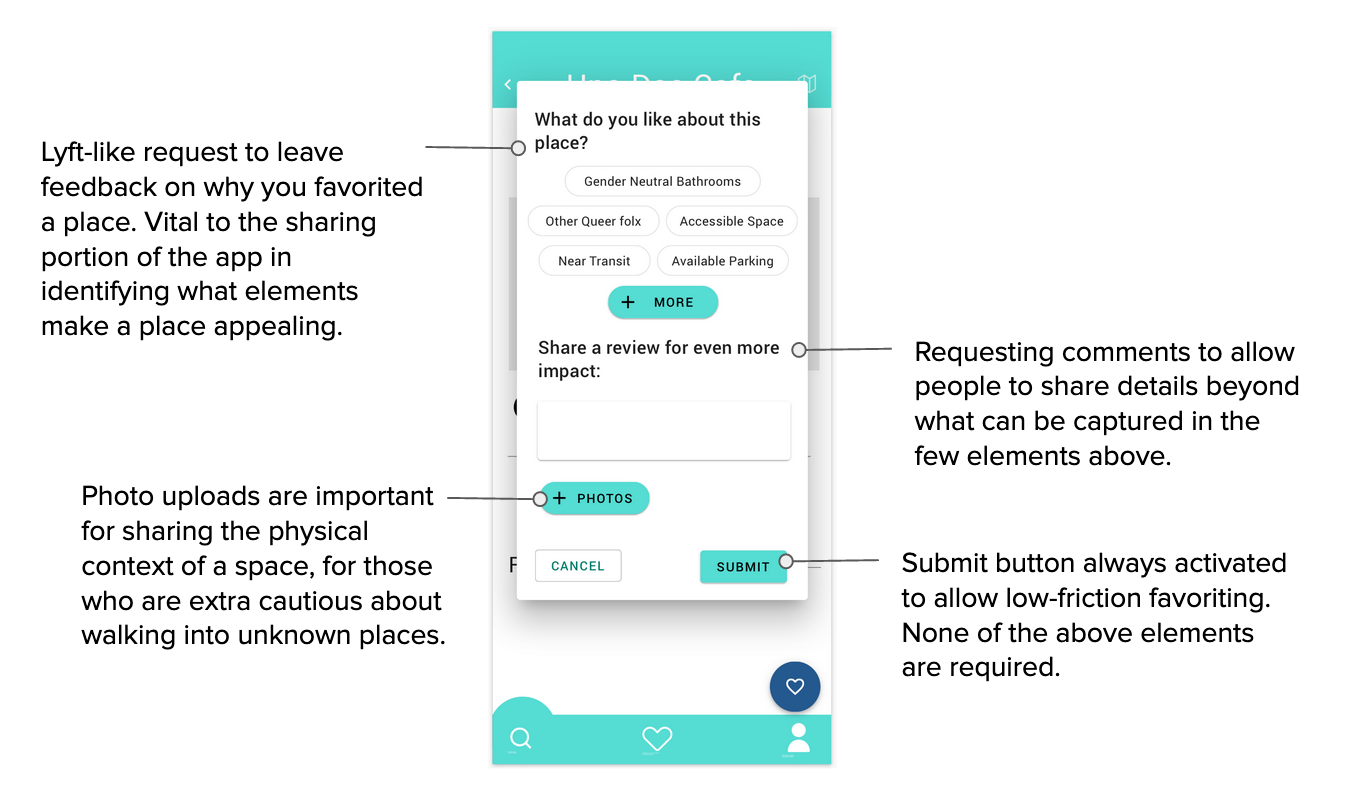 What do you like about this
place?
Gender Neutral Bathrooms
Other Queer folx
Accessible Space
Near Transit
Available Parking
+ MORE
Share a review for even more
impact:
+ PHOTOS
CANCEL
SUBMIT
Lyft-like request to leave
feedback on why you favorited
a place. Vital to the sharing
portion of the app in
identifying what elements
make a place appealing.
Photo uploads are important
for sharing the physical
context of a space, for those
who are extra cautious about
walking into unknown places.
Requesting comments to allow
people to share details beyond
what can be captured in the
few elements above.
Submit button always activated
to allow low-friction favoriting.
None of the above elements
are required.